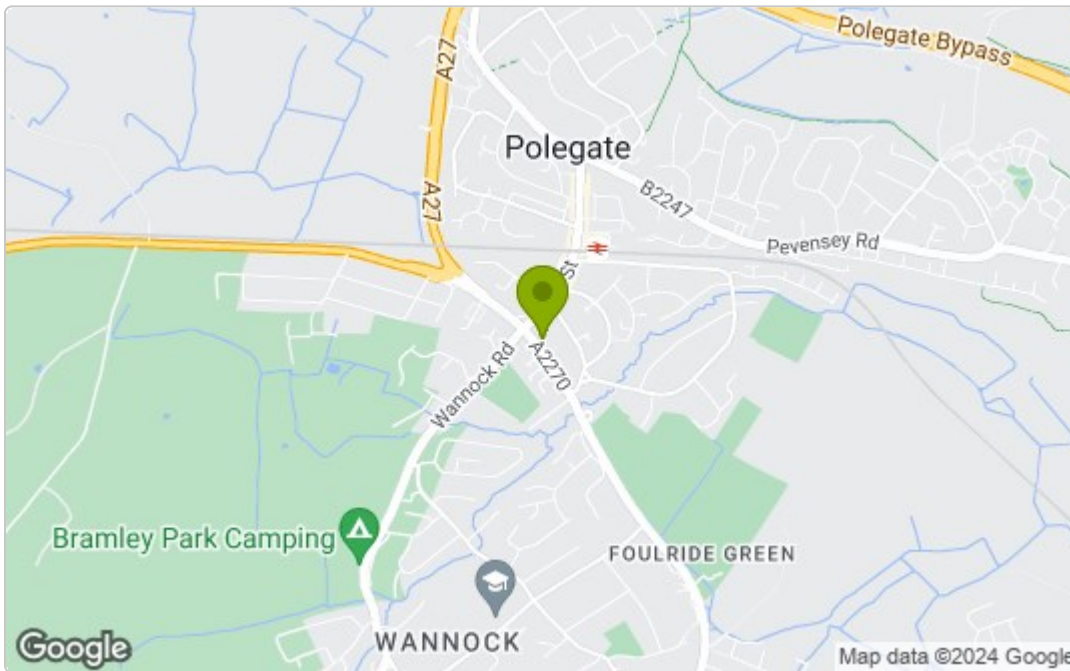 Polegate Bypass
A27
Polegate
A27
B2247
Pevensey Rd
St
A2270
Wannock Rd
Bramley Park Camping
FOULRIDE GREEN
WANNOCK
Google
Map data ©2024 Google